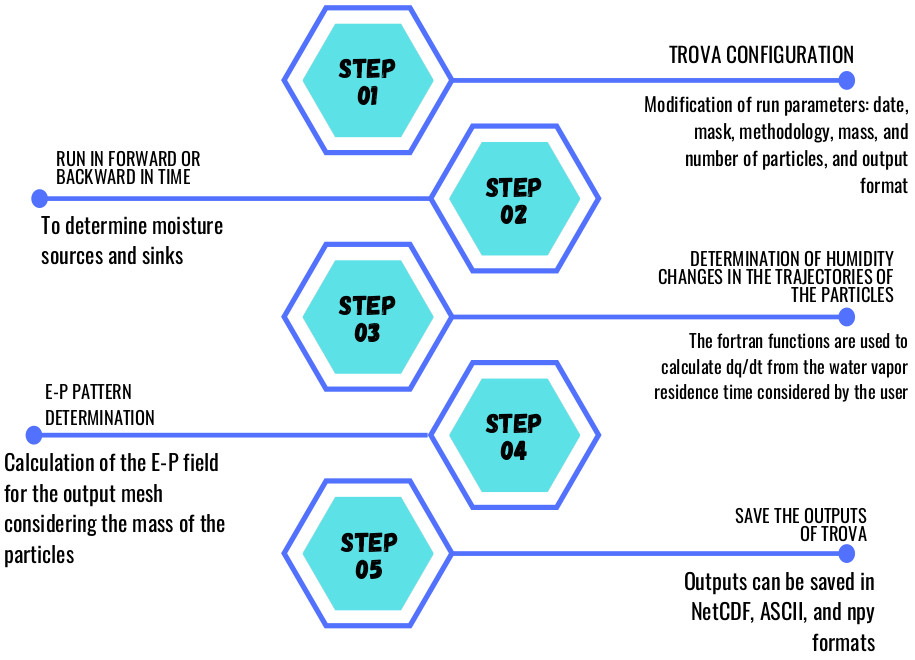 STEP
01
TROVA CONFIGURATION
Modification of run parameters: date,
mask, methodology, mass, and
number of particles, and output
format
RUN IN FORWARD OR
BACKWARD IN TIME
To determine moisture
sources and sinks
STEP
02
STEP
03
DETERMINATION OF HUMIDITY
CHANGES IN THE TRAJECTORIES OF
THE PARTICLES
The fortran functions are used to
calculate dq/dt from the water vapor
residence time considered by the user
E-P PATTERN
DETERMINATION
Calculation of the E-P field
for the output mesh
considering the mass of the
particles
STEP
04
STEP
05
SAVE THE OUTPUTS
OF TROVA
Outputs can be saved in
NetCDF, ASCII, and npy
formats